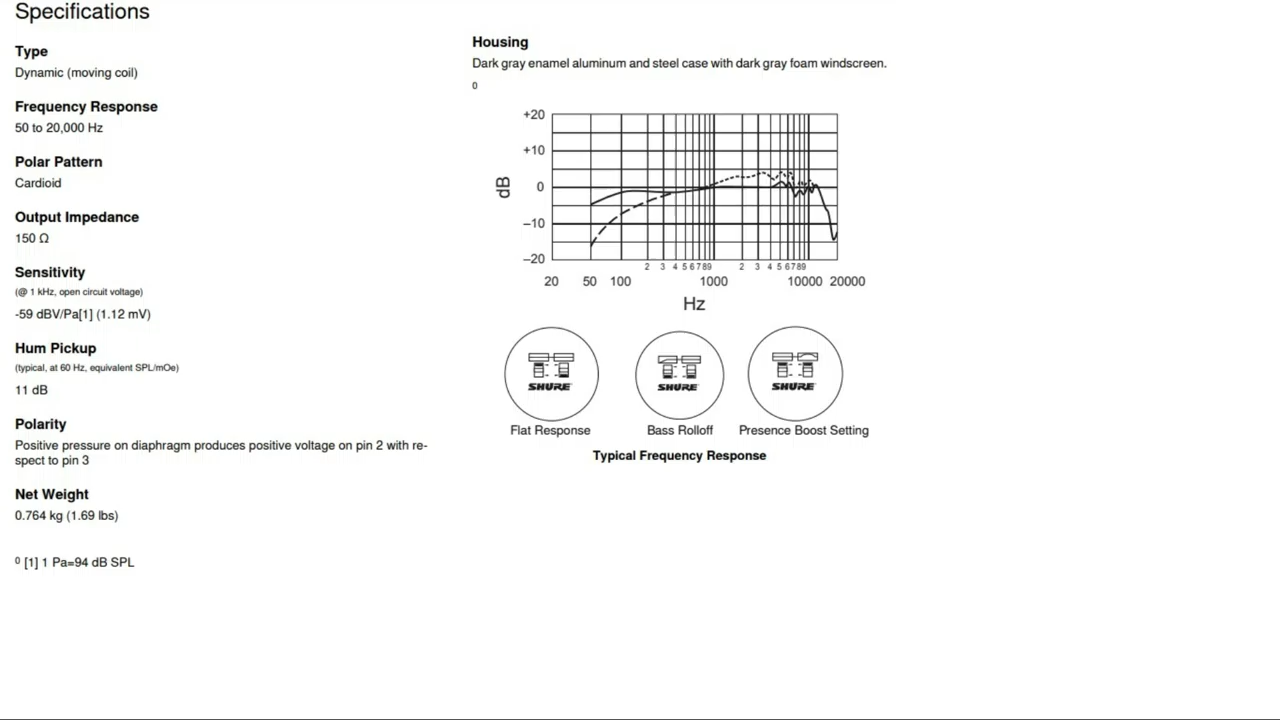 Specifications
Type
Dynamic (moving coil)
Frequency Response
50 to 20,000 Hz
Polar Pattern
Cardioid
Output Impedance
150 Ω
Sensitivity
(@ 1 kHz, open circuit voltage)
-59 dBV/Pa[1] (1.12 mV)
Hum Pickup
(typical, at 60 Hz, equivalent SPL/mOe)
11 dB
Polarity
Positive pressure on diaphragm produces positive voltage on pin 2 with re-
spect to pin 3
Net Weight
0.764 kg (1.69 lbs)
0 [1] 1 Pa=94 dB SPL
Housing
Dark gray enamel aluminum and steel case with dark gray foam windscreen.
0
+20
+10
0
–10
–20
dB
2 3 4 5 6 7 8 9 2 3 4 5 6 7 8 9
20 50 100 1000 10000 20000
Hz
SHURE SHURE SHURE
Flat Response Bass Rolloff Presence Boost Setting
Typical Frequency Response